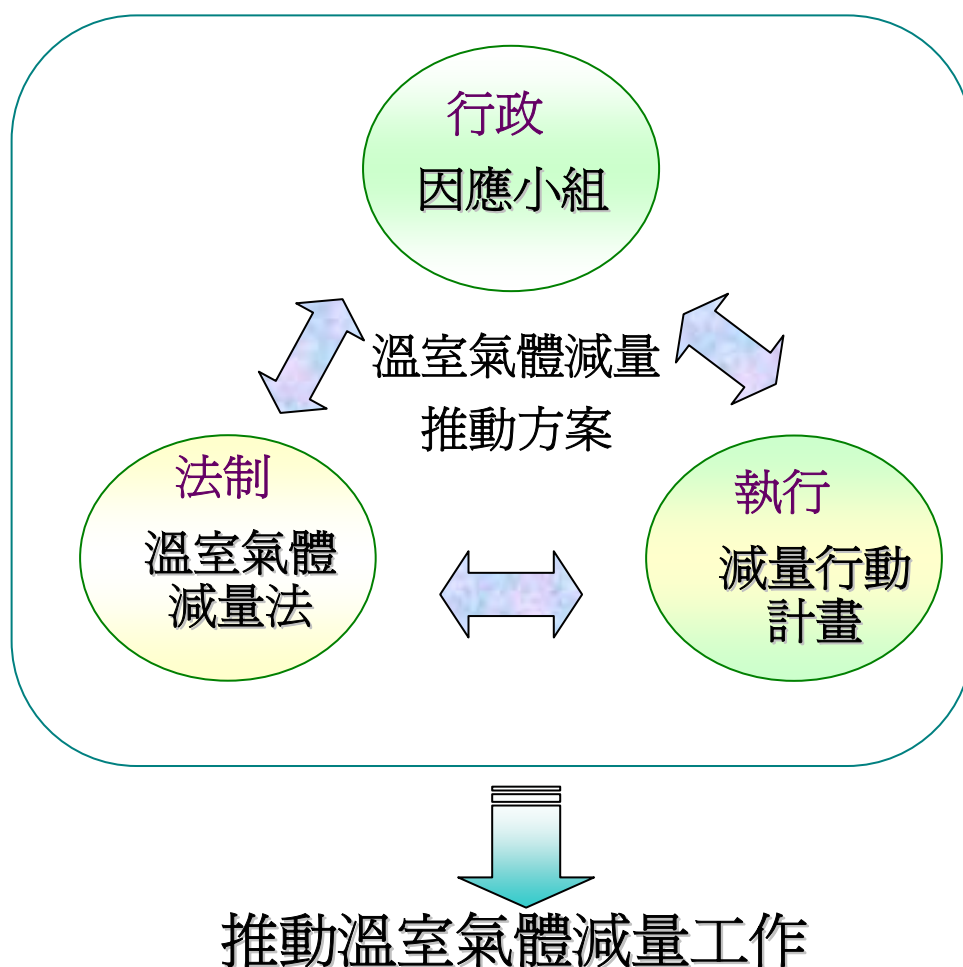 行政
因應小組
溫室氣體減量
推動方案
法制
溫室氣體
減量法
執行
減量行動
計畫
推動溫室氣體減量工作